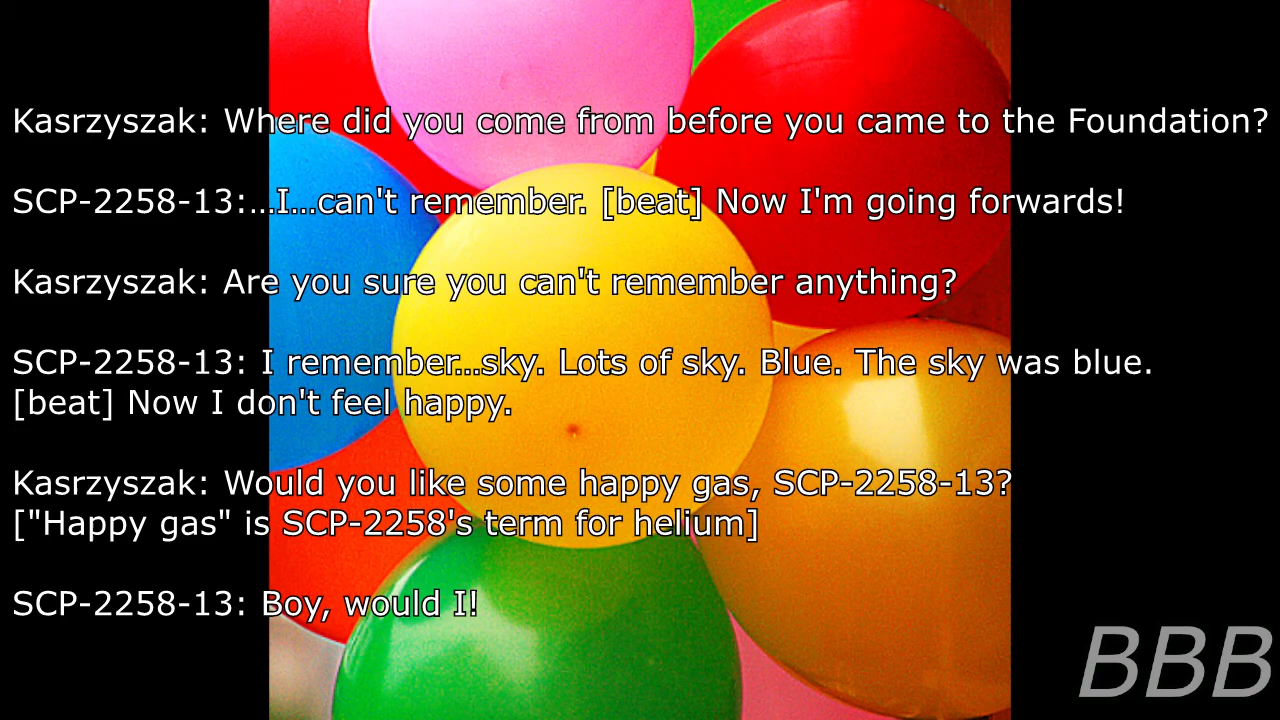 Kasrzyszak: Where did you come from before you came to the Foundation?
SCP-2258-13:...I...can't remember. [beat] Now I'm going forwards!
Kasrzyszak: Are you sure you can't remember anything?
SCP-2258-13: I remember...sky. Lots of sky. Blue. The sky was blue.
[beat] Now I don't feel happy.
Kasrzyszak: Would you like some happy gas, SCP-2258-13?
["Happy gas" is SCP-2258's term for helium]
SCP-2258-13: Boy, would I!
BBB